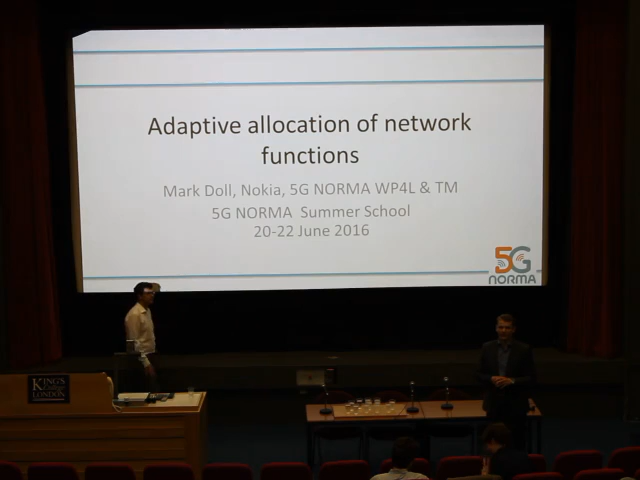 Adaptive allocation of network
functions
Mark Doll, Nokia, 5G NORMA WP4L & TM
5G NORMA Summer School
20-22 June 2016
5G
NORMA
KING'S
College
LONDON